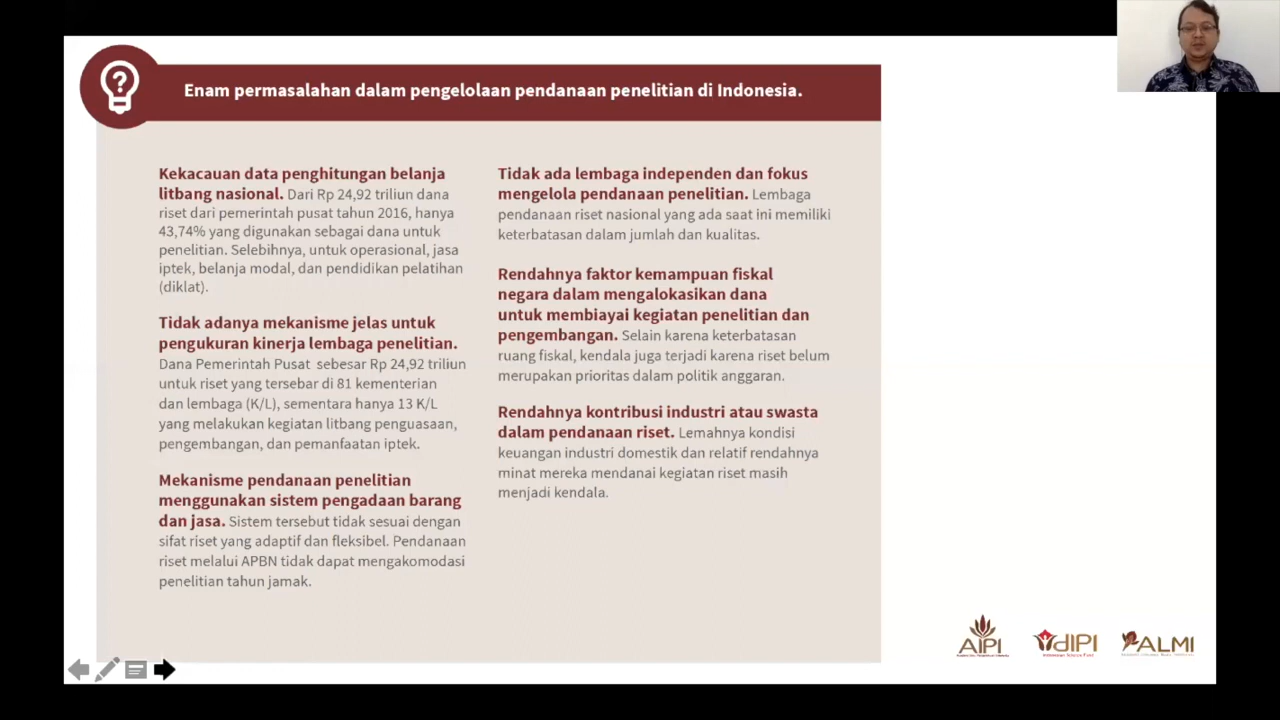 Enam permasalahan dalam pengelolaan pendanaan penelitian di Indonesia.
Kekacauan data penghitungan belanja
litbang nasional. Dari Rp 24,92 triliun dana
riset dari pemerintah pusat tahun 2016, hanya
43,74% yang digunakan sebagai dana untuk
penelitian. Selebihnya, untuk operasional, jasa
iptek, belanja modal, dan pendidikan pelatihan
(diklat).
Tidak adanya mekanisme jelas untuk
pengukuran kinerja lembaga penelitian.
Dana Pemerintah Pusat sebesar Rp 24,92 triliun
untuk riset yang tersebar di 81 kementerian
dan lembaga (K/L), sementara hanya 13 K/L
yang melakukan kegiatan litbang penguasaan,
pengembangan, dan pemanfaatan iptek.
Mekanisme pendanaan penelitian
menggunakan sistem pengadaan barang
dan jasa. Sistem tersebut tidak sesuai dengan
sifat riset yang adaptif dan fleksibel. Pendanaan
riset melalui APBN tidak dapat mengakomodasi
penelitian tahun jamak.
Tidak ada lembaga independen dan fokus
mengelola pendanaan penelitian. Lembaga
pendanaan riset nasional yang ada saat ini memiliki
keterbatasan dalam jumlah dan kualitas.
Rendahnya faktor kemampuan fiskal
negara dalam mengalokasikan dana
untuk membiayai kegiatan penelitian dan
pengembangan. Selain karena keterbatasan
ruang fiskal, kendala juga terjadi karena riset belum
merupakan prioritas dalam politik anggaran.
Rendahnya kontribusi industri atau swasta
dalam pendanaan riset. Lemahnya kondisi
keuangan industri domestik dan relatif rendahnya
minat mereka mendanai kegiatan riset masih
menjadi kendala.
AIPI
dIPI
ALMI